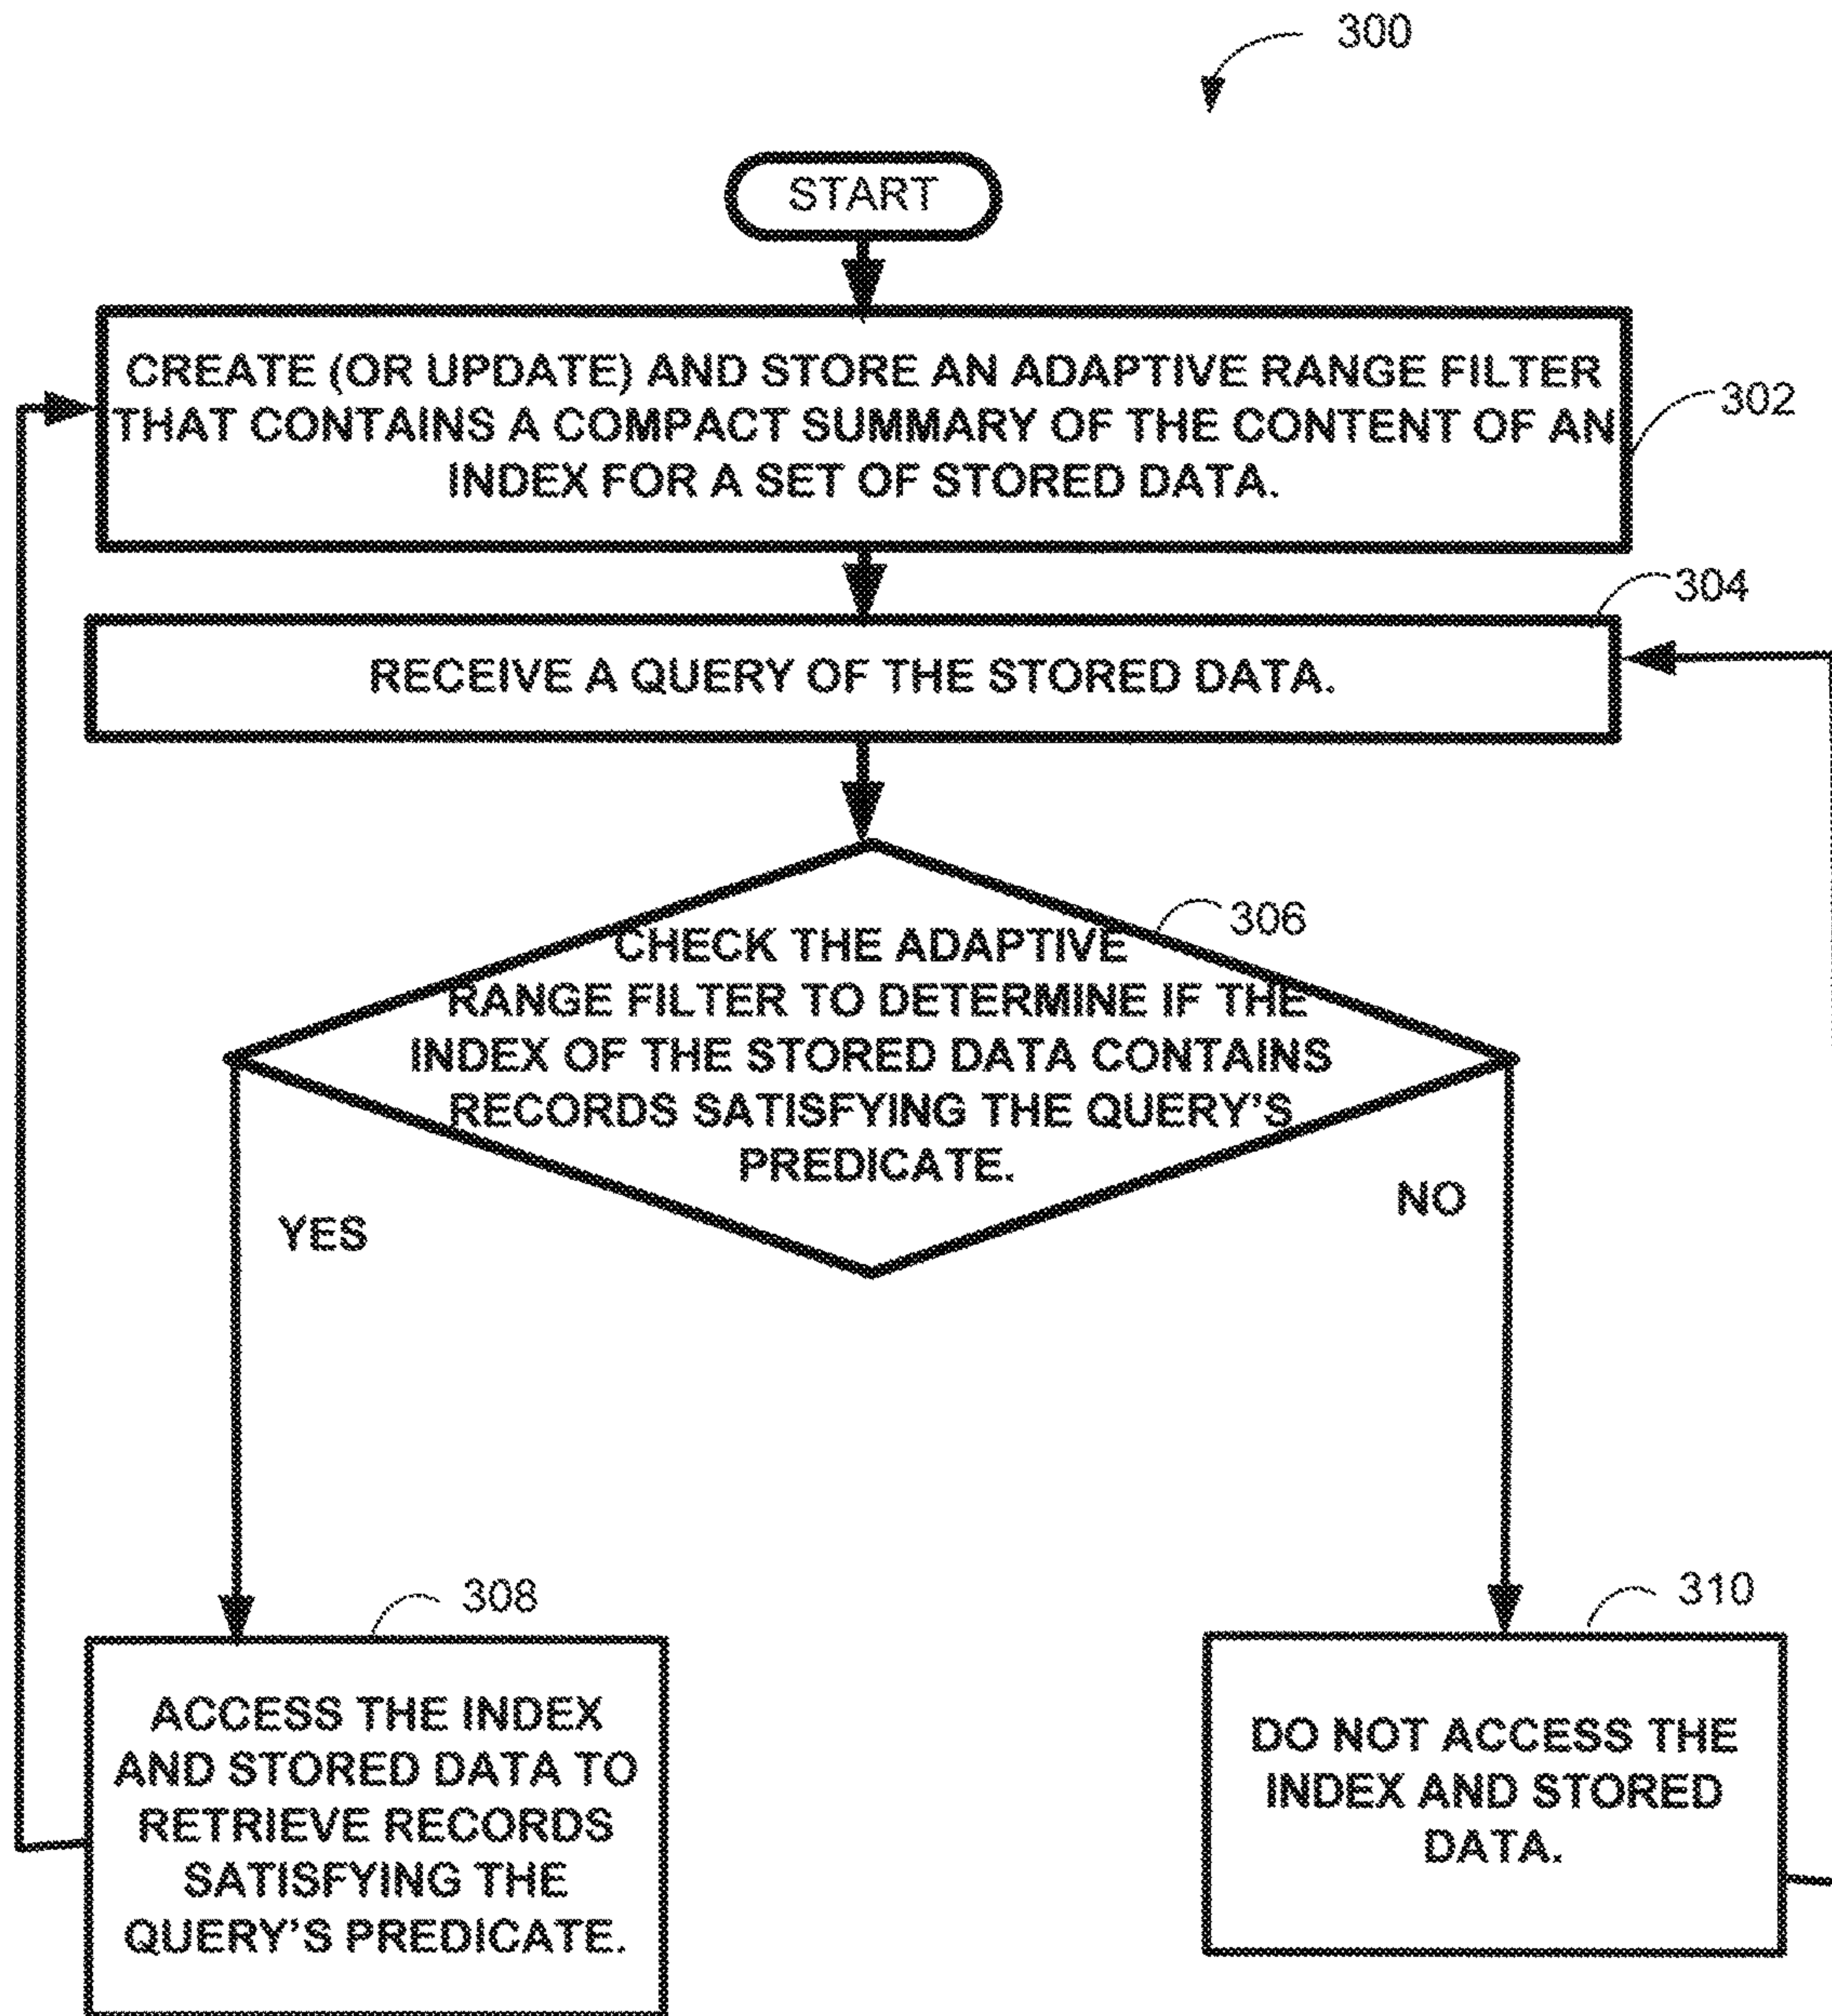 300
START
CREATE (OR UPDATE) AND STORE AN ADAPTIVE RANGE FILTER
THAT CONTAINS A COMPACT SUMMARY OF THE CONTENT OF AN
INDEX FOR A SET OF STORED DATA.
302
304
RECEIVE A QUERY OF THE STORED DATA.
306
CHECK THE ADAPTIVE
RANGE FILTER TO DETERMINE IF THE
INDEX OF THE STORED DATA CONTAINS
RECORDS SATISFYING THE QUERY'S
PREDICATE.
YES
NO
308
ACCESS THE INDEX
AND STORED DATA TO
RETRIEVE RECORDS
SATISFYING THE
QUERY'S PREDICATE.
310
DO NOT ACCESS THE
INDEX AND STORED
DATA.